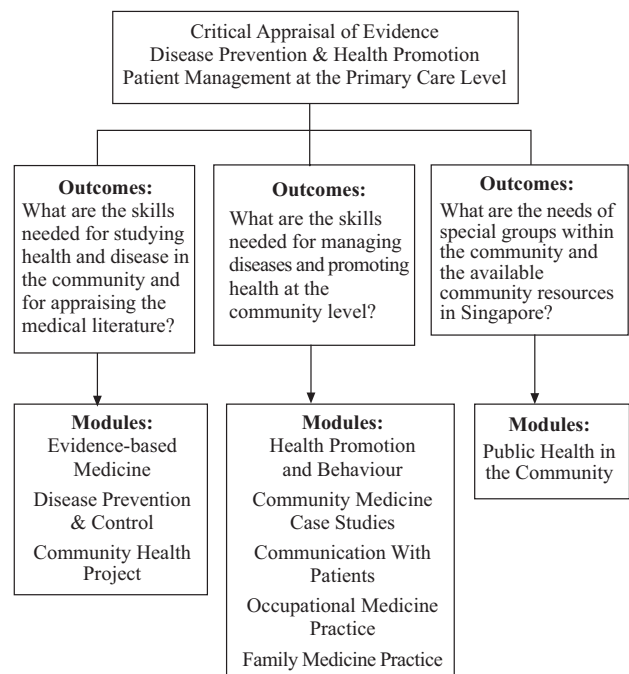 Critical Appraisal of Evidence
Disease Prevention & Health Promotion
Patient Management at the Primary Care Level
Outcomes:
What are the skills
needed for studying
health and disease in
the community and
for appraising the
medical literature?
Outcomes:
What are the skills
needed for managing
diseases and promoting
health at the
community level?
Outcomes:
What are the needs of
special groups within
the community and
the available
community resources
in Singapore?
Modules:
Evidence-based
Medicine
Disease Prevention
& Control
Community Health
Project
Modules:
Health Promotion
and Behaviour
Community Medicine
Case Studies
Communication With
Patients
Occupational Medicine
Practice
Family Medicine Practice
Modules:
Public Health in
the Community